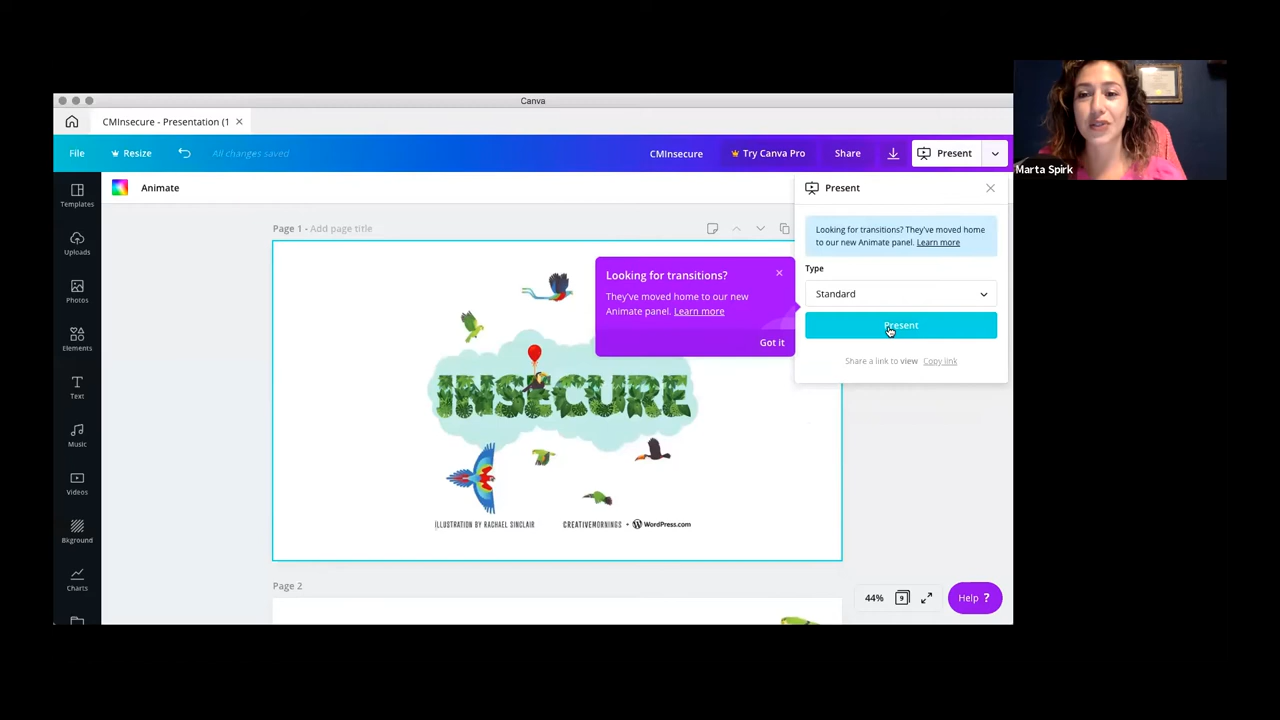 Canva
CMInsecure - Presentation (1
File
Resize
All changes saved
CMInsecure
Try Canva Pro
Share
Present
Marta Spirk
Templates
Uploads
Photos
Elements
Text
Music
Videos
Bkground
Charts
Animate
Page 1 - Add page title
INSECURE
ILLUSTRATION BY RACHAEL SINCLAIR
CREATIVEMORNINGS + WordPress.com
Page 2
Looking for transitions?
They've moved home to our new
Animate panel. Learn more
Got it
Present
Looking for transitions? They've moved home
to our new Animate panel. Learn more
Type
Standard
Present
Share a link to view Copy link
44%
9
Help ?